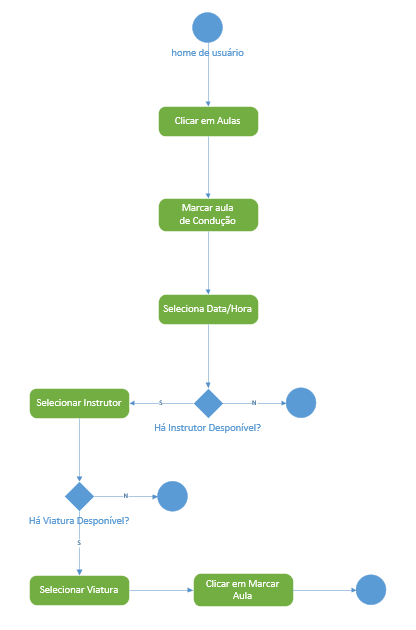 home de usuário
Clicar em Aulas
Marcar aula
de Condução
Seleciona Data/Hora
Selecionar Instrutor
S
N
Há Instrutor Desponível?
N
Há Viatura Desponível?
S
Selecionar Viatura
Clicar em Marcar
Aula